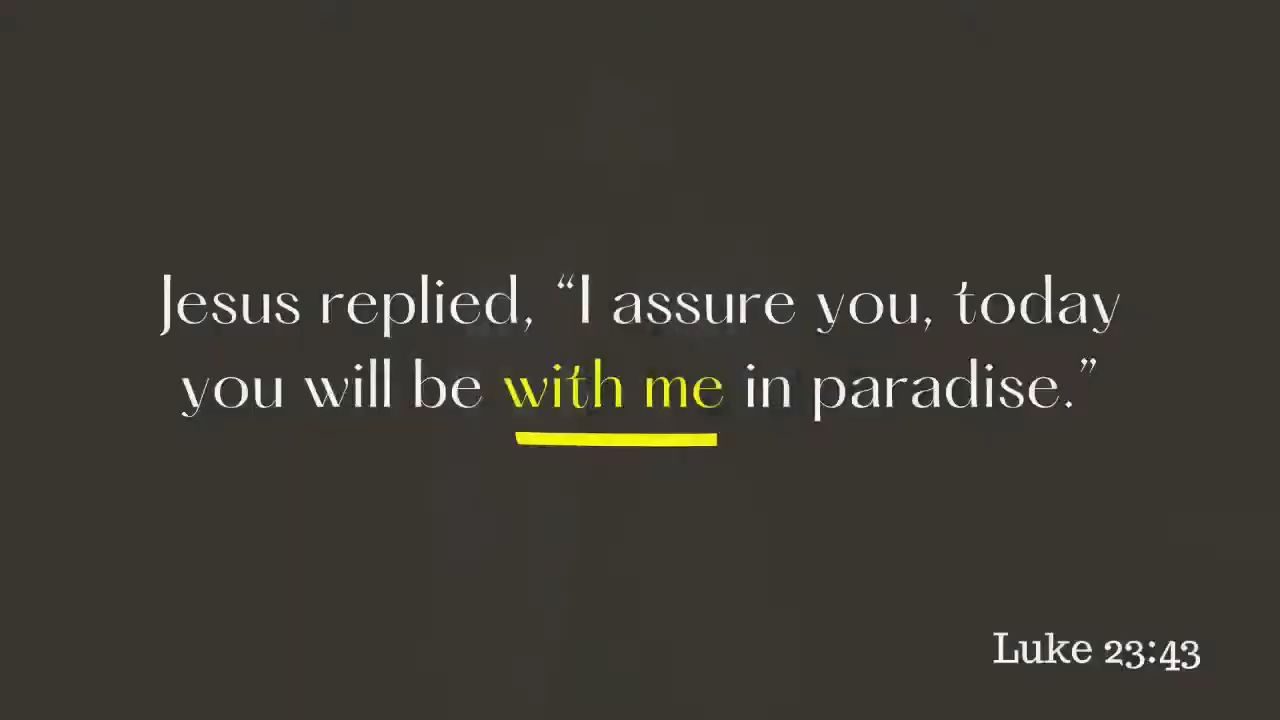 Jesus replied, “I assure you, today
you will be with me in paradise.”
Luke 23:43